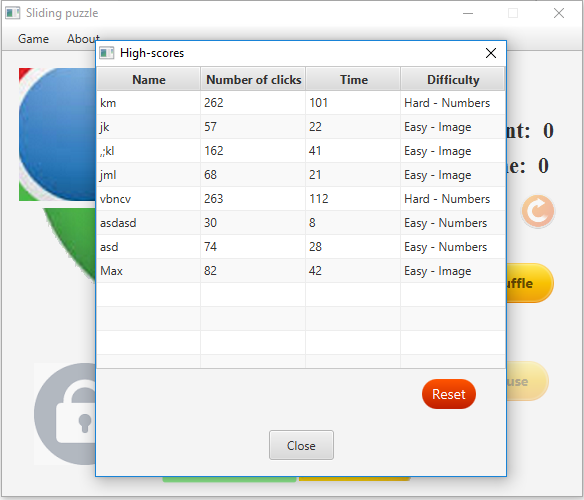 Sliding puzzle
Game About
High-scores
Name Number of clicks Time Difficulty
km 262 101 Hard - Numbers
jk 57 22 Easy - Image
,;kl 162 41 Easy - Image
jml 68 21 Easy - Image
vbncv 263 112 Hard - Numbers
asdasd 30 8 Easy - Numbers
asd 74 28 Easy - Numbers
Max 82 42 Easy - Image
nt: 0
e: 0
uffle
use
Reset
Close